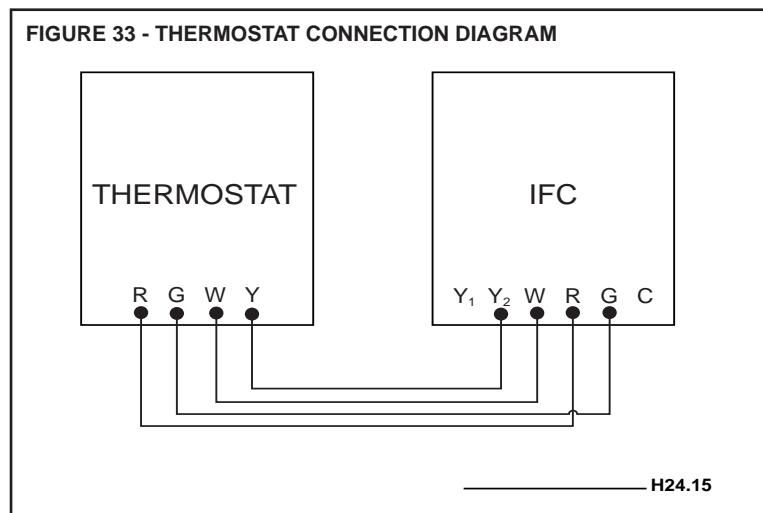 FIGURE 33 - THERMOSTAT CONNECTION DIAGRAM
THERMOSTAT
IFC
R G W Y
Y₁ Y₂ W R G C
H24.15